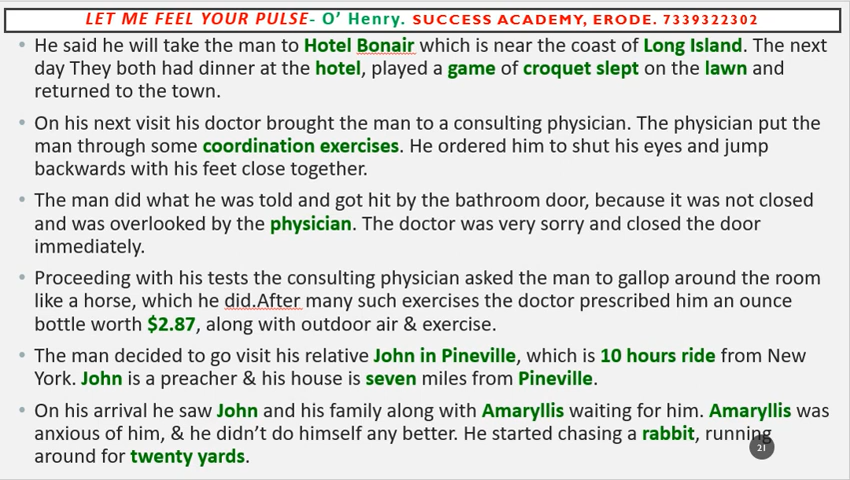 LET ME FEEL YOUR PULSE- O' Henry. SUCCESS ACADEMY, ERODE. 7339322302
• He said he will take the man to Hotel Bonair which is near the coast of Long Island. The next
day They both had dinner at the hotel, played a game of croquet slept on the lawn and
returned to the town.
• On his next visit his doctor brought the man to a consulting physician. The physician put the
man through some coordination exercises. He ordered him to shut his eyes and jump
backwards with his feet close together.
• The man did what he was told and got hit by the bathroom door, because it was not closed
and was overlooked by the physician. The doctor was very sorry and closed the door
immediately.
• Proceeding with his tests the consulting physician asked the man to gallop around the room
like a horse, which he did.After many such exercises the doctor prescribed him an ounce
bottle worth $2.87, along with outdoor air & exercise.
• The man decided to go visit his relative John in Pineville, which is 10 hours ride from New
York. John is a preacher & his house is seven miles from Pineville.
• On his arrival he saw John and his family along with Amaryllis waiting for him. Amaryllis was
anxious of him, & he didn't do himself any better. He started chasing a rabbit, running
around for twenty yards.
21